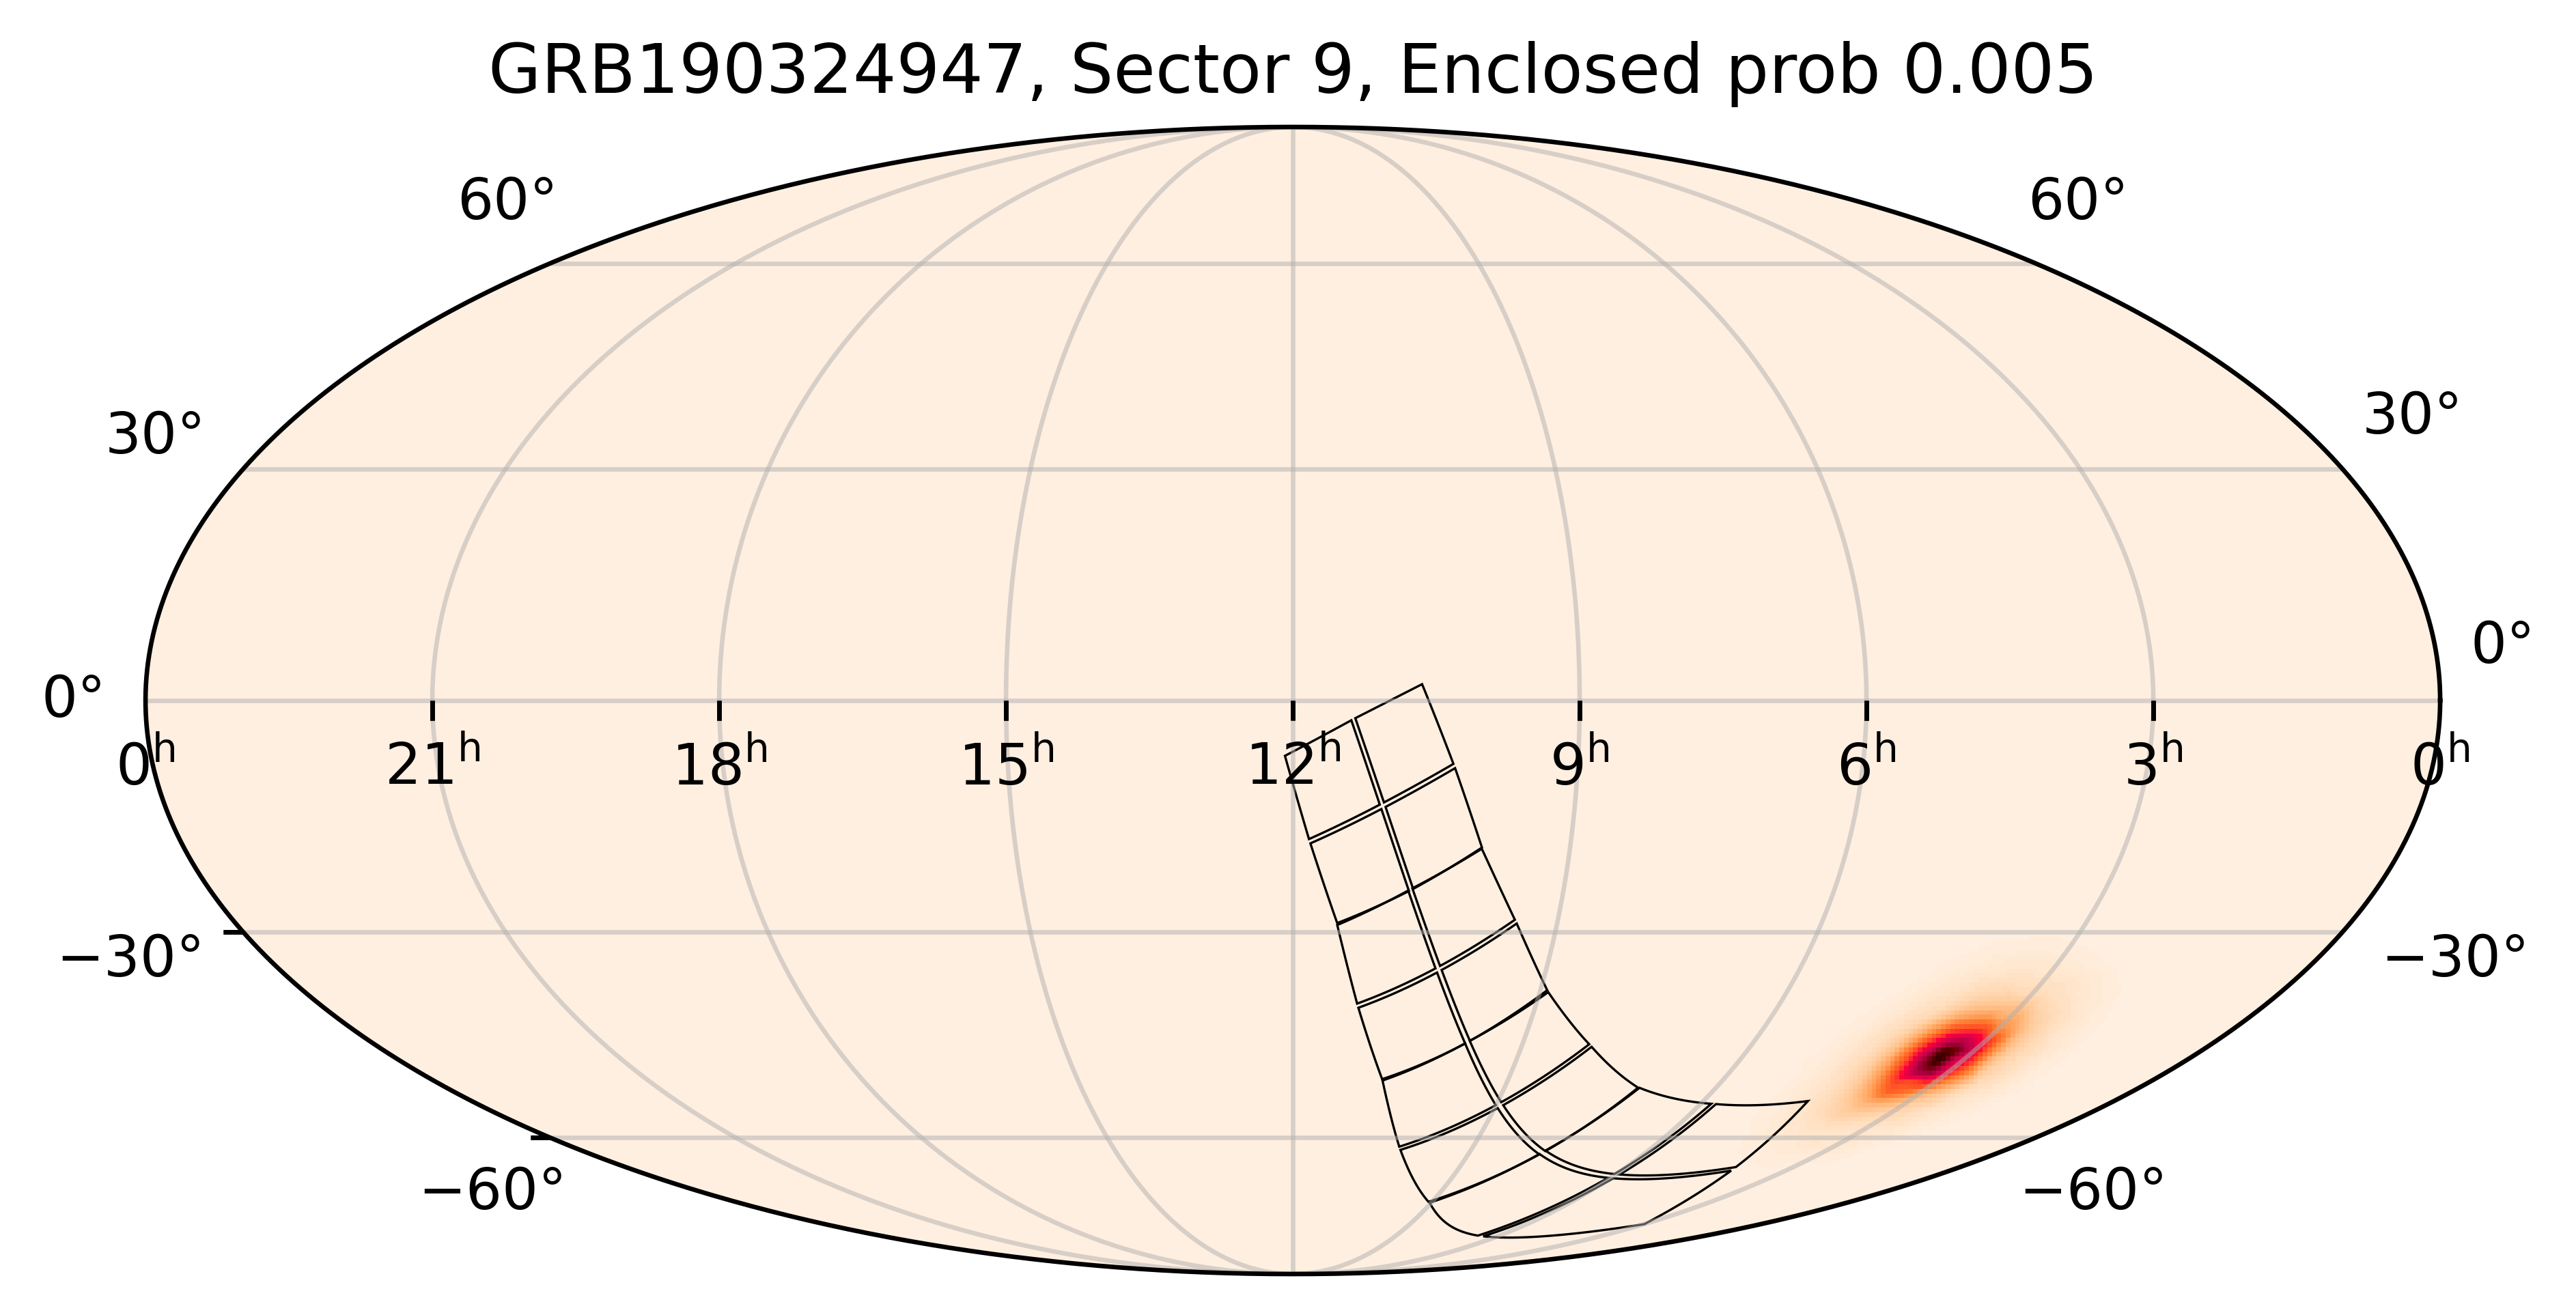 GRB190324947, Sector 9, Enclosed prob 0.005
60° 60°
30° 30°
0° 0°
0h 21h 18h 15h 12h 9h 6h 3h 0h
−30° −30°
−60° −60°